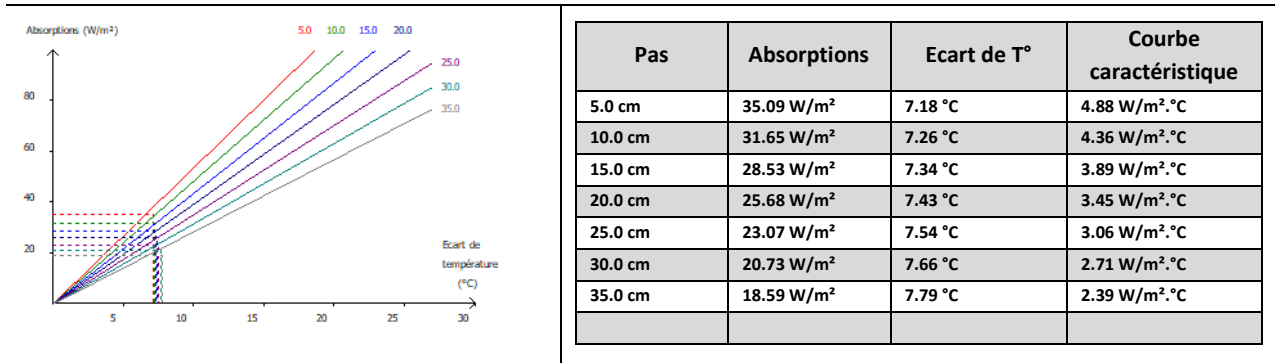 Absorptions (W/m²)
5.0 10.0 15.0 20.0
25.0
30.0
35.0
80
60
40
20
Ecart de
température
(°C)
5 10 15 20 25 30
Pas Absorptions Ecart de T° Courbe caractéristique
5.0 cm 35.09 W/m² 7.18 °C 4.88 W/m².°C
10.0 cm 31.65 W/m² 7.26 °C 4.36 W/m².°C
15.0 cm 28.53 W/m² 7.34 °C 3.89 W/m².°C
20.0 cm 25.68 W/m² 7.43 °C 3.45 W/m².°C
25.0 cm 23.07 W/m² 7.54 °C 3.06 W/m².°C
30.0 cm 20.73 W/m² 7.66 °C 2.71 W/m².°C
35.0 cm 18.59 W/m² 7.79 °C 2.39 W/m².°C